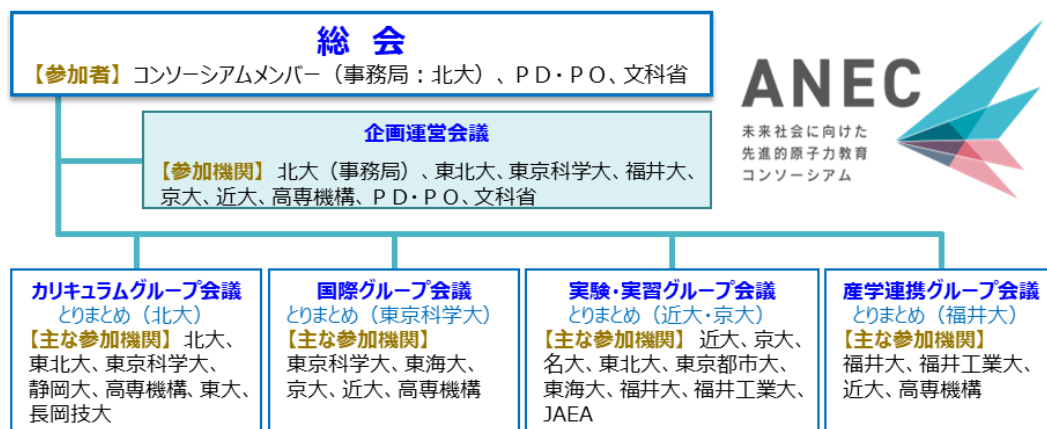 総 会
【参加者】コンソーシアムメンバー（事務局：北大）、ＰＤ・ＰＯ、文科省
ANEC
未来社会に向けた
先進的原子力教育
コンソーシアム
企画運営会議
【参加機関】北大（事務局）、東北大、東京科学大、福井大、
京大、近大、高専機構、ＰＤ・ＰＯ、文科省
カリキュラムグループ会議
とりまとめ（北大）
【主な参加機関】北大、
東北大、東京科学大、
静岡大、高専機構、東大、
長岡技大
国際グループ会議
とりまとめ（東京科学大）
【主な参加機関】
東京科学大、東海大、
京大、近大、高専機構
実験・実習グループ会議
とりまとめ（近大・京大）
【主な参加機関】近大、京大、
名大、東北大、東京都市大、
東海大、福井大、福井工業大、
JAEA
産学連携グループ会議
とりまとめ（福井大）
【主な参加機関】
福井大、福井工業大、
近大、高専機構